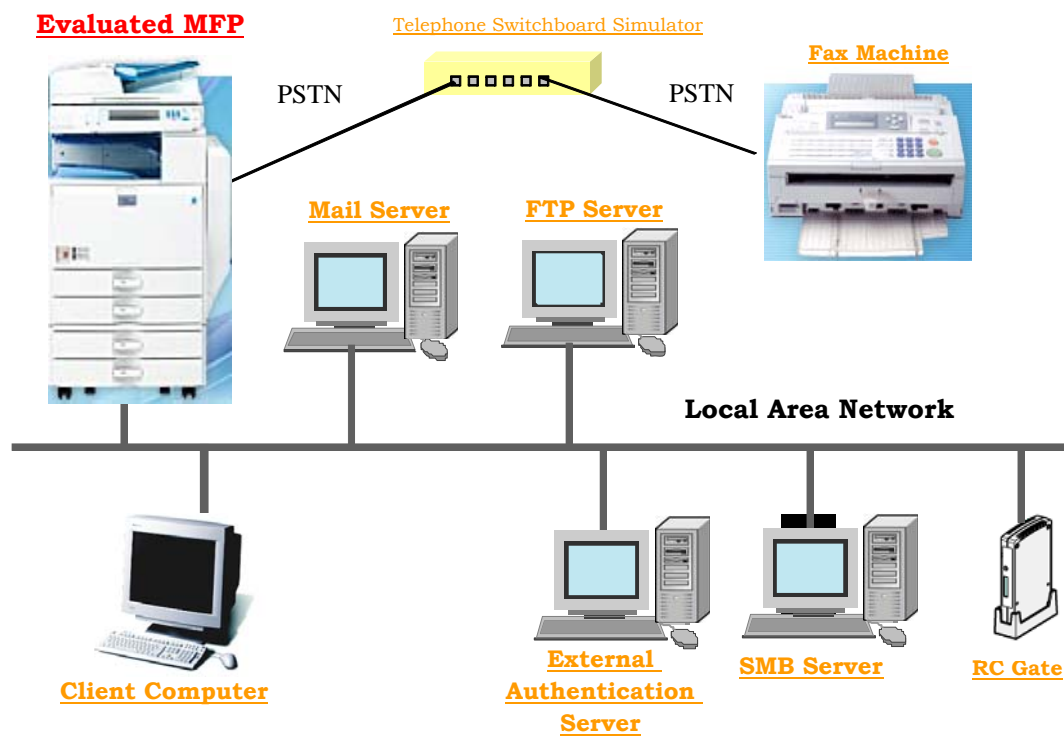 Evaluated MFP
Telephone Switchboard Simulator
Fax Machine
PSTN
PSTN
Mail Server
FTP Server
Local Area Network
Client Computer
External
Authentication
Server
SMB Server
RC Gate